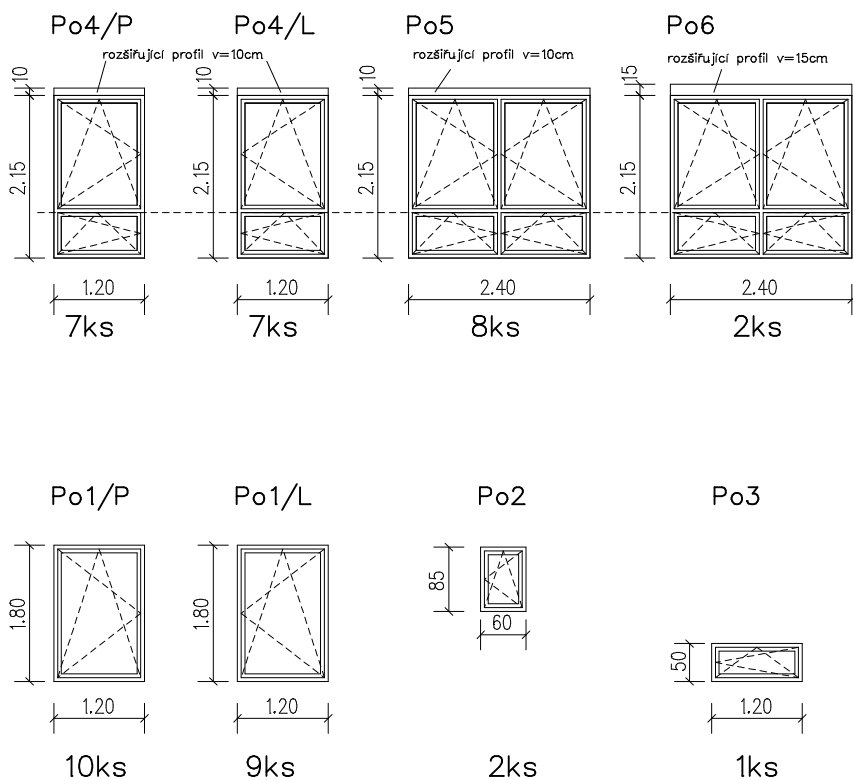 Po4/P
Po4/L
Po5
Po6
rozšiřující profil v=10cm
rozšiřující profil v=10cm
rozšiřující profil v=15cm
10
10
10
15
2.15
2.15
2.15
2.15
1.20
1.20
2.40
2.40
7ks
7ks
8ks
2ks
Po1/P
Po1/L
Po2
Po3
1.80
1.80
85
60
50
1.20
1.20
1.20
10ks
9ks
2ks
1ks